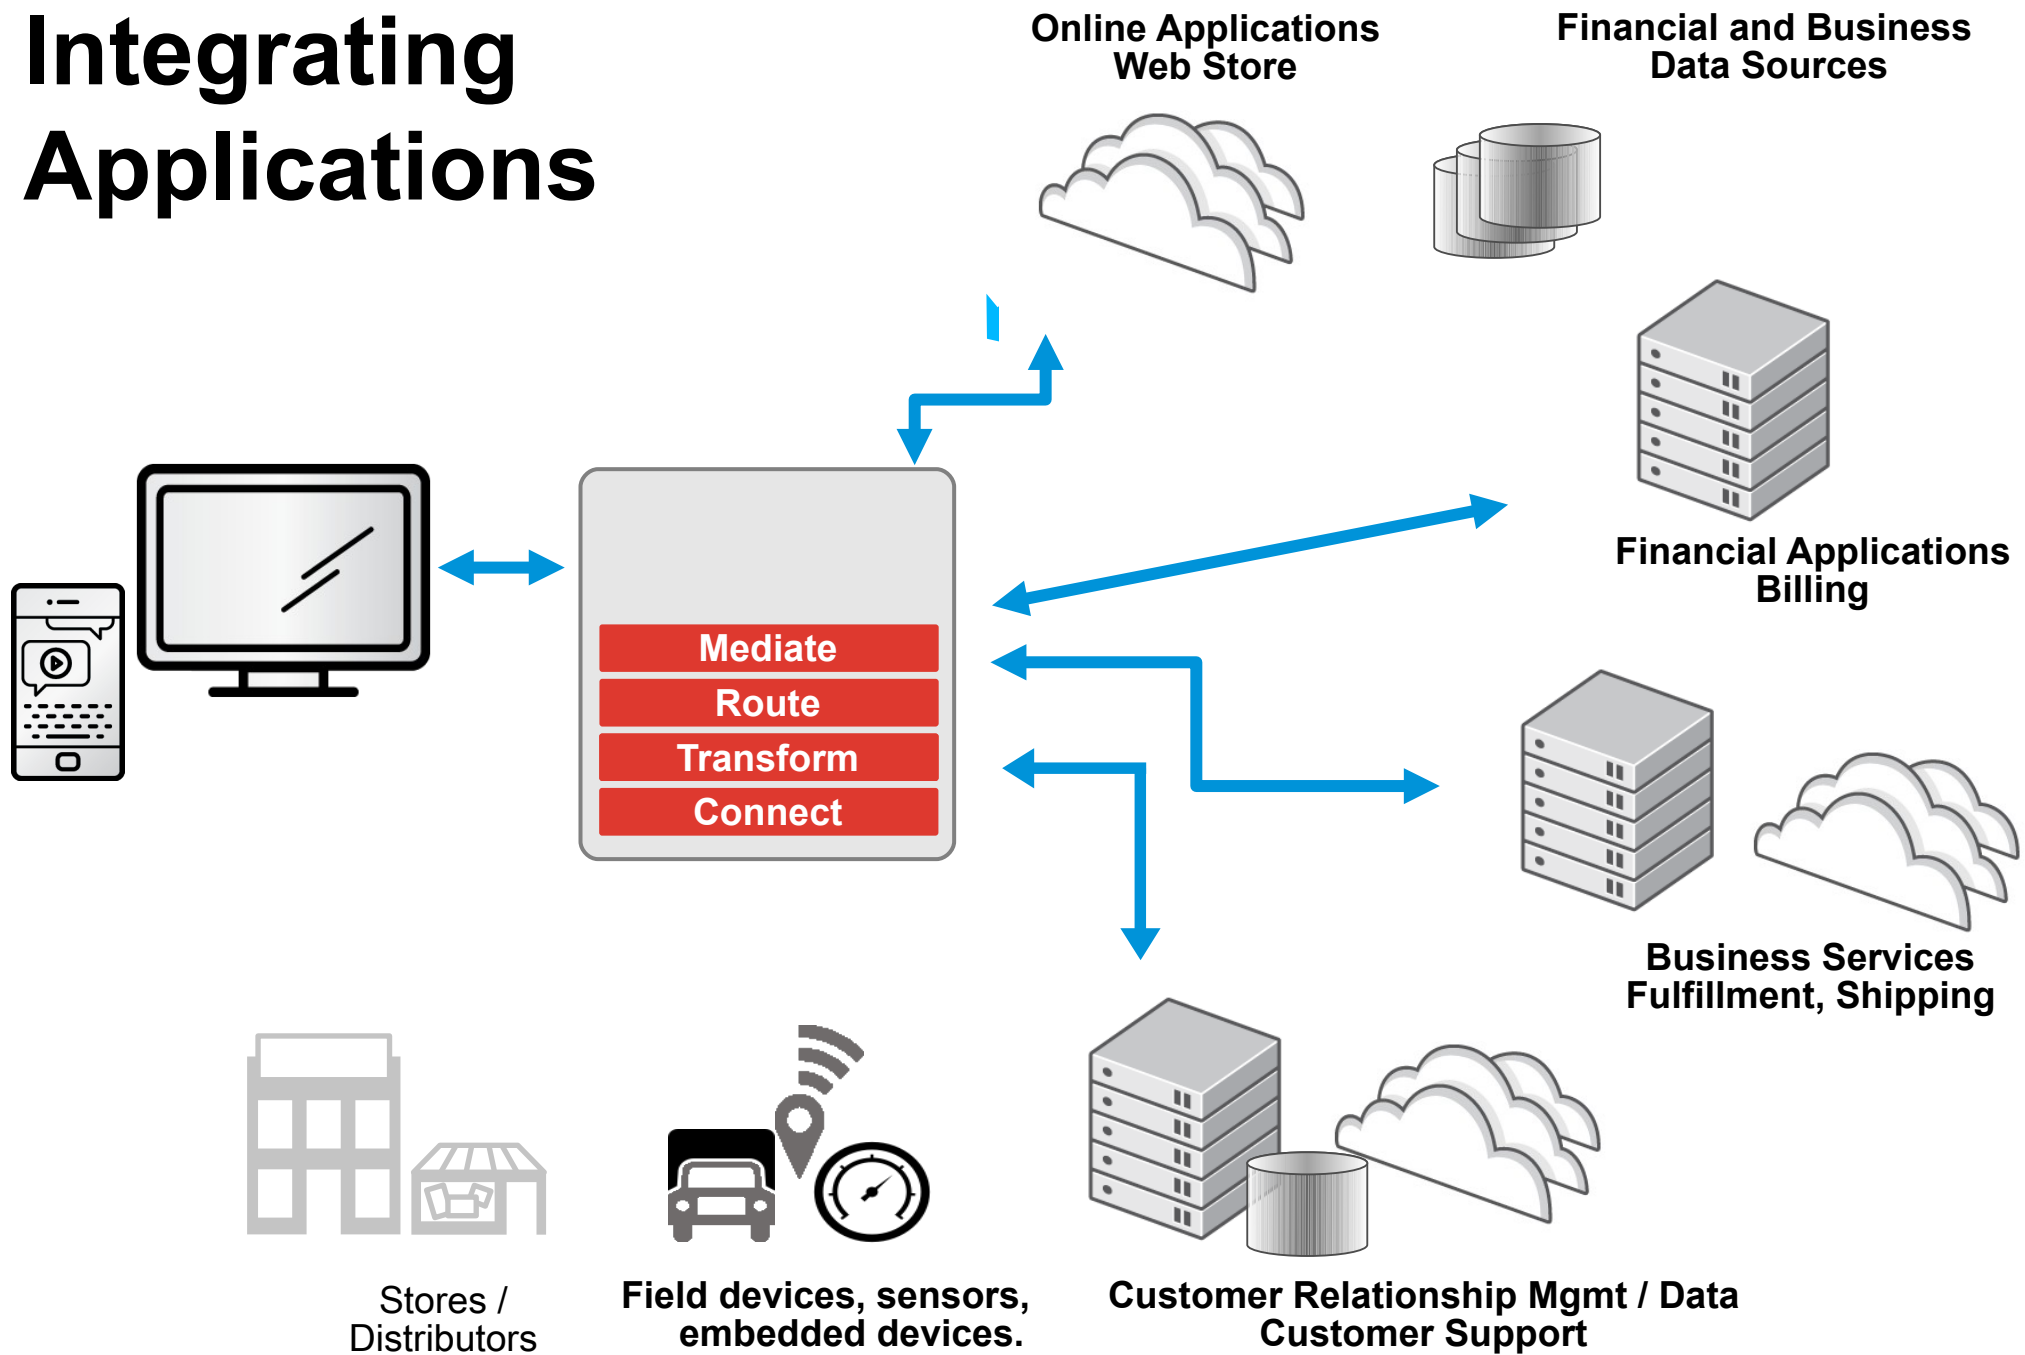 Integrating
Applications
Online Applications
Web Store
Financial and Business
Data Sources
Financial Applications
Billing
Mediate
Route
Transform
Connect
Business Services
Fulfillment, Shipping
Stores /
Distributors
Field devices, sensors,
embedded devices.
Customer Relationship Mgmt / Data
Customer Support